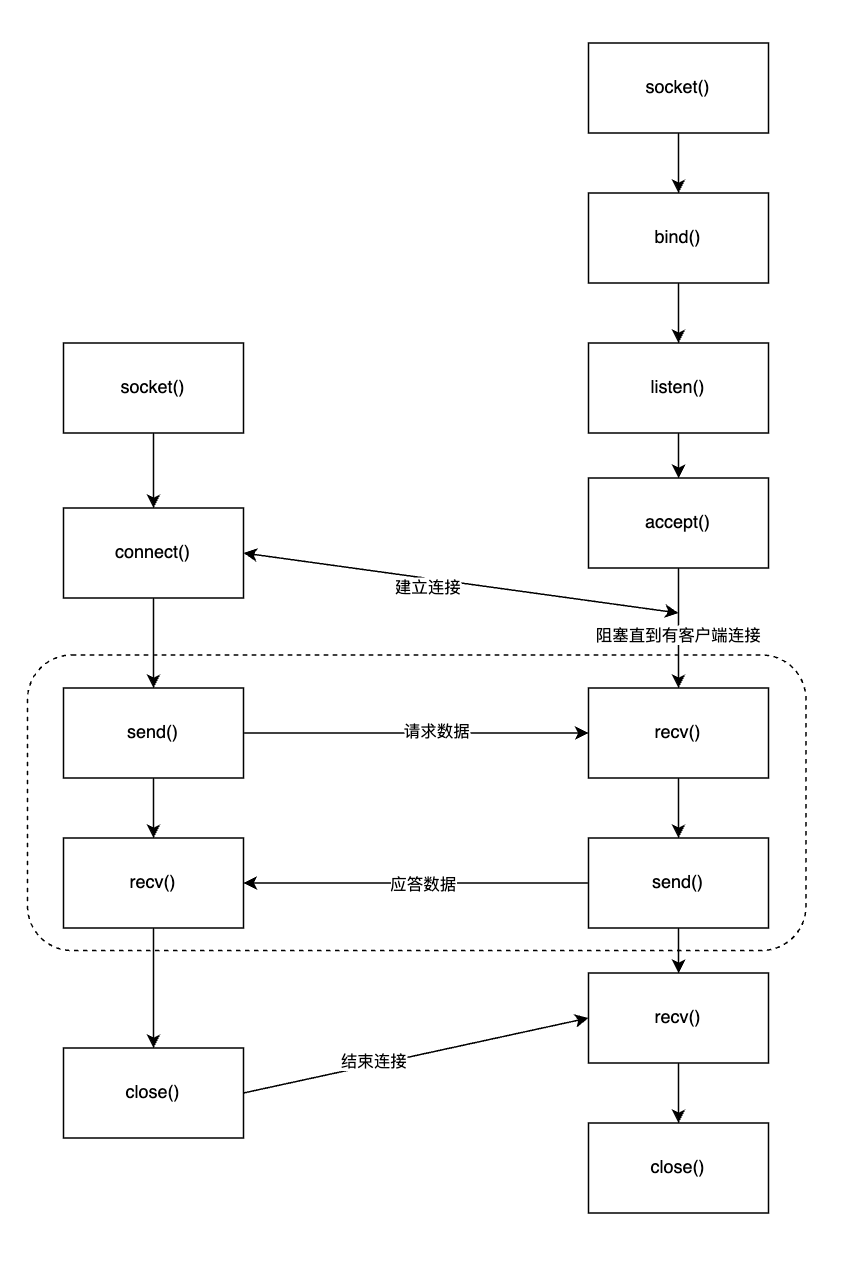 socket()
bind()
socket()
listen()
accept()
connect()
建立连接
阻塞直到有客户端连接
send()
请求数据
recv()
recv()
应答数据
send()
recv()
结束连接
close()
close()